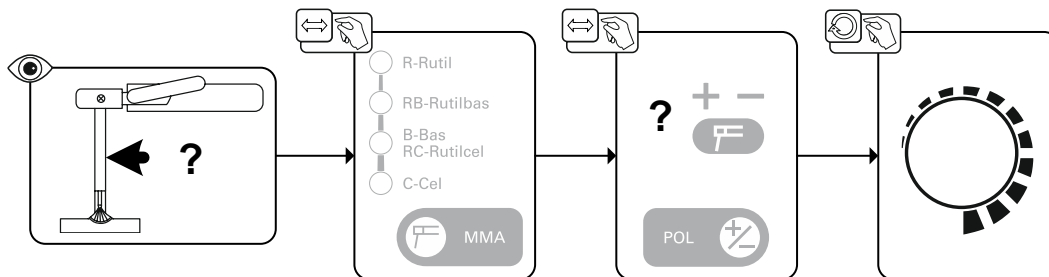 ?
R-Rutil
RB-Rutilbas
B-Bas
RC-Rutilcel
C-Cel
MMA
?
+ −
POL
+/−